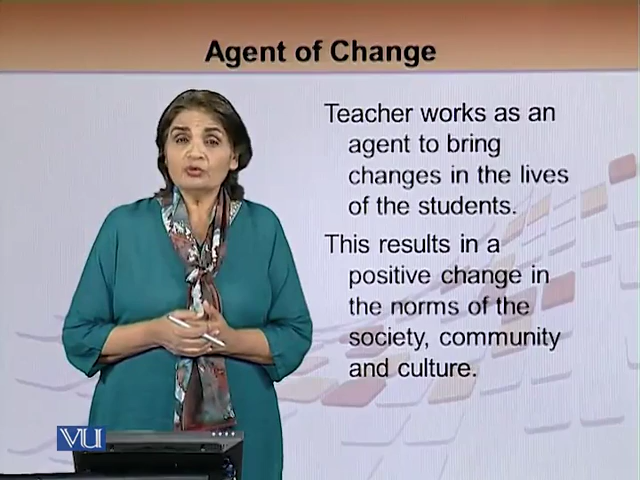 Agent of Change
Teacher works as an
agent to bring
changes in the lives
of the students.
This results in a
positive change in
the norms of the
society, community
and culture.
VU